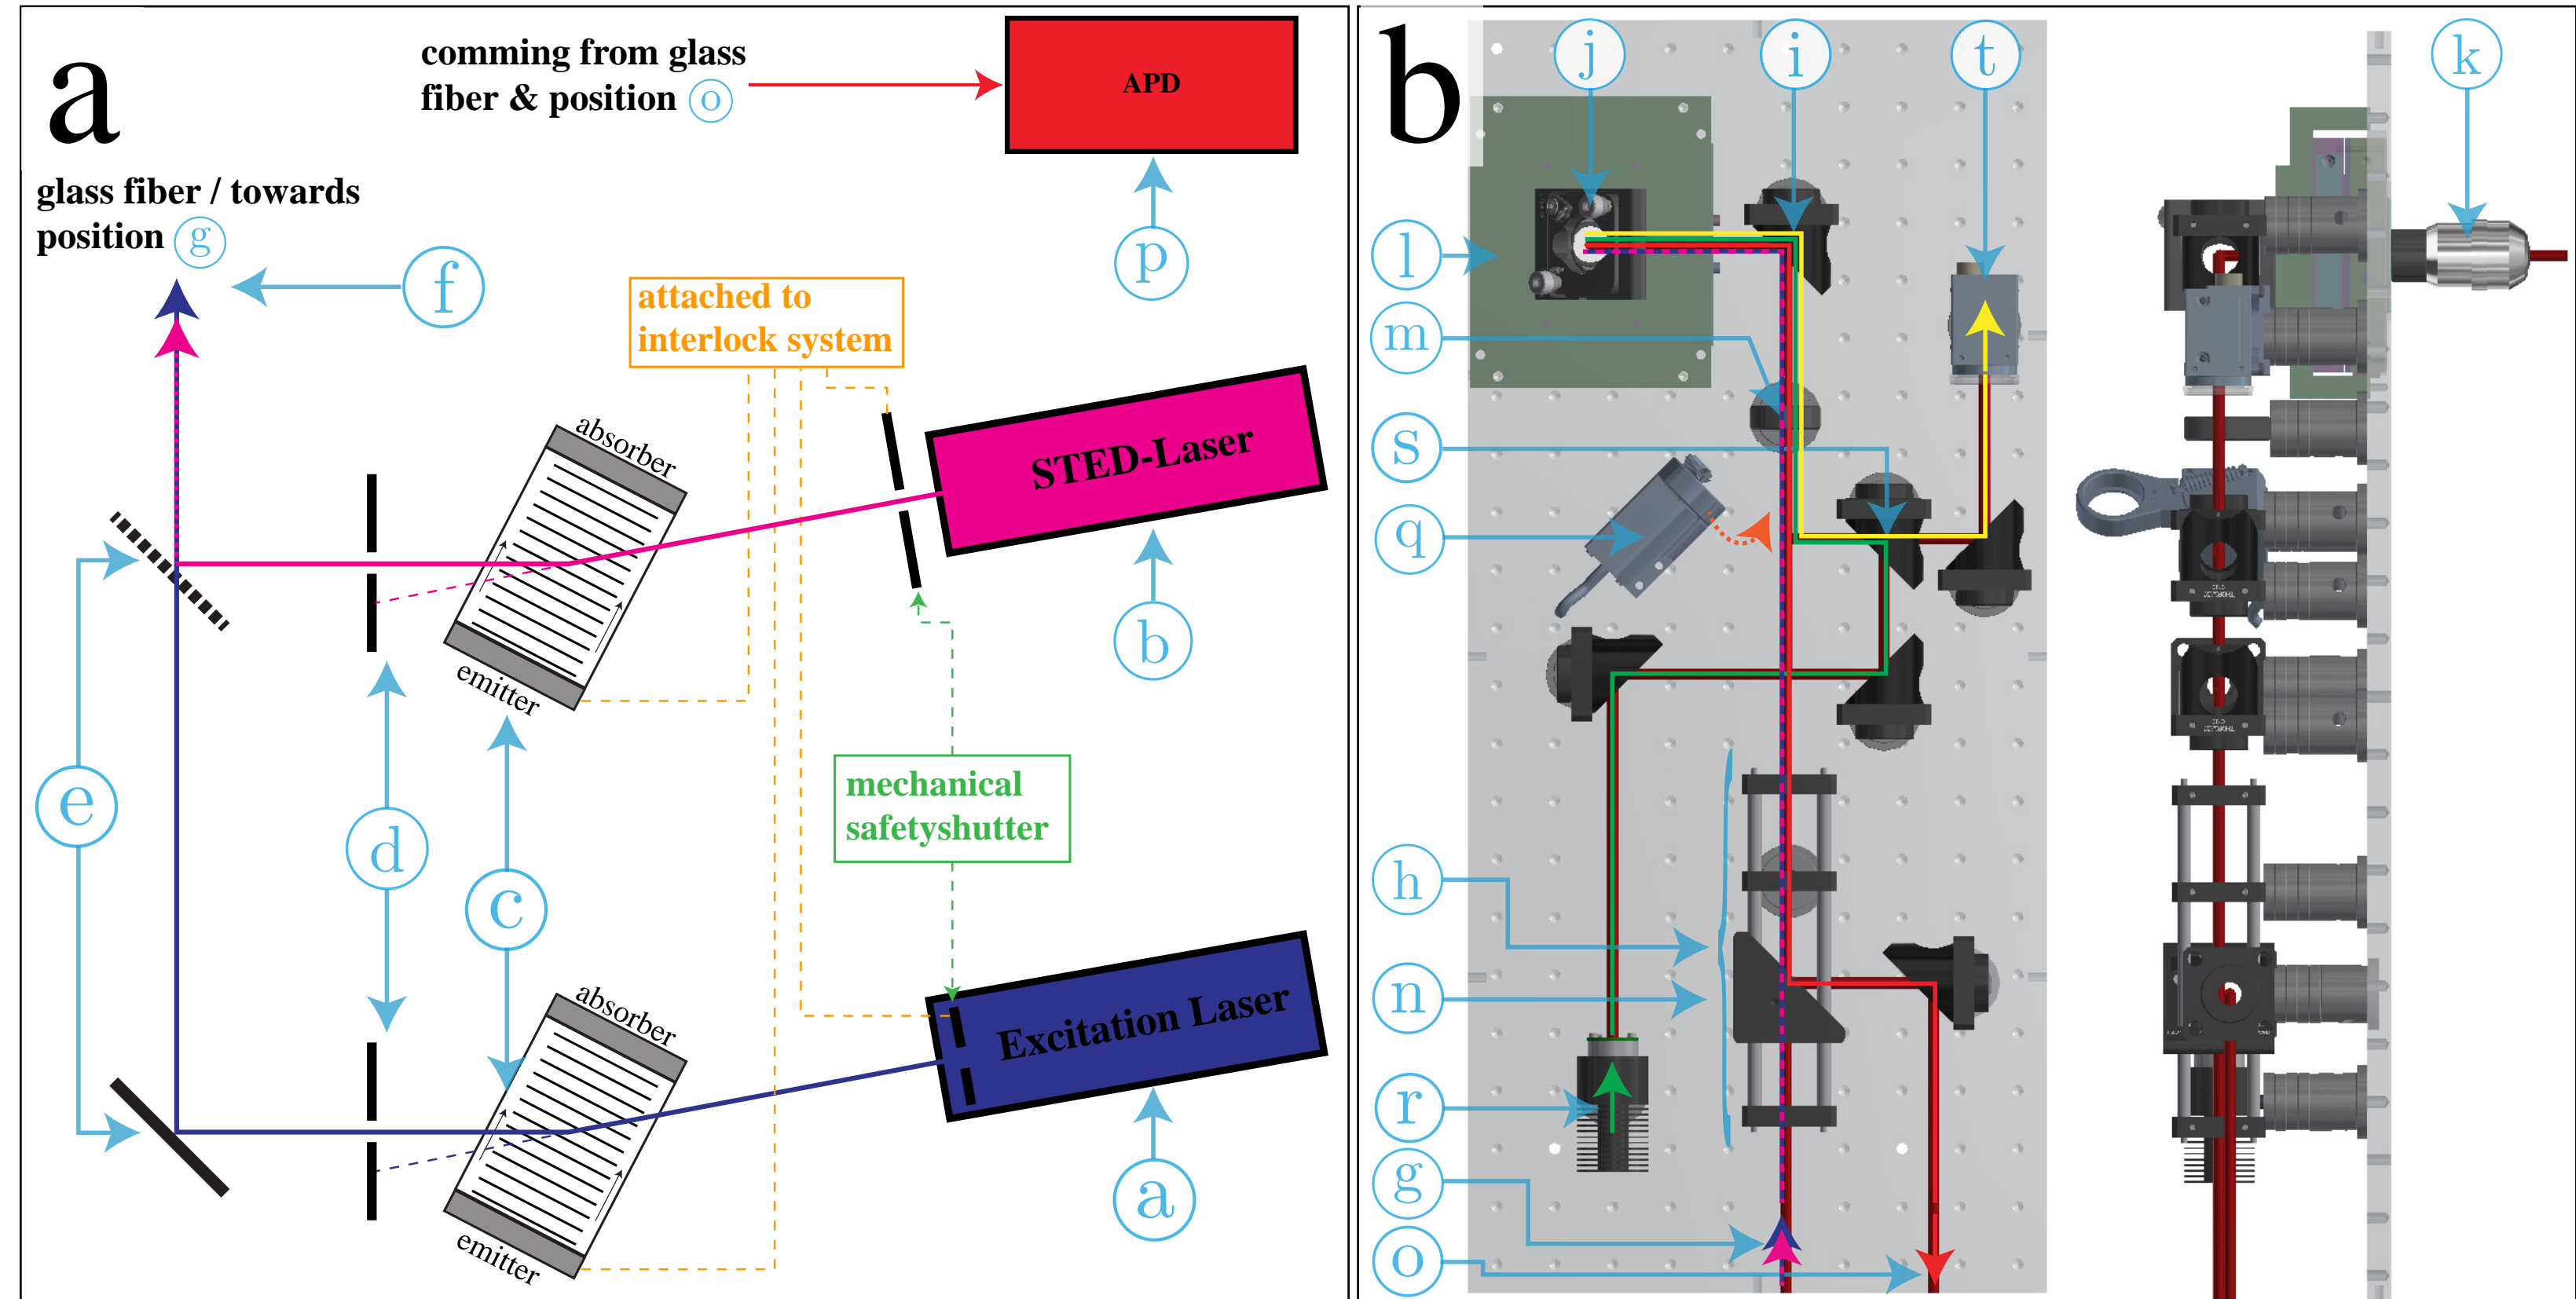 a
comming from glass
fiber & position o
APD
glass fiber / towards
position g
f
p
attached to
interlock system
absorber
STED-Laser
emitter
b
e
d
mechanical
safetyshutter
c
absorber
Excitation Laser
emitter
a
b
j
i
t
k
l
m
s
q
h
n
r
g
o